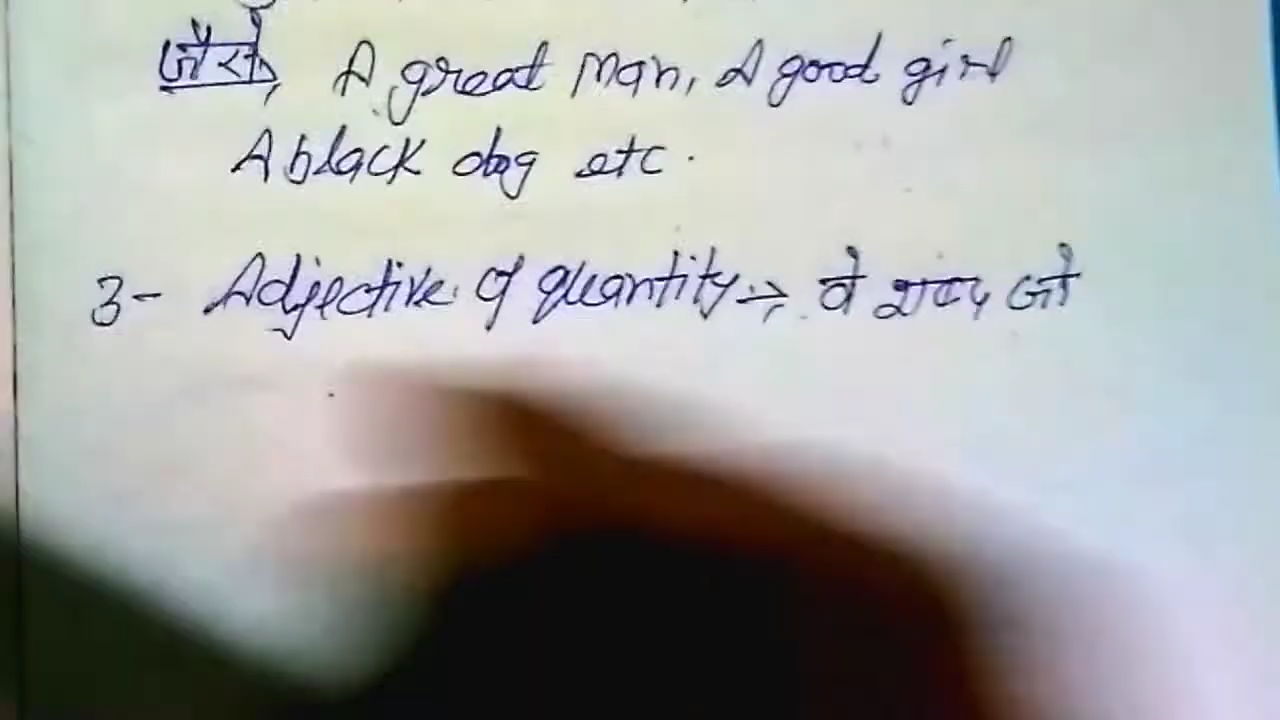 जैसे, A great man, A good girl
A black dog etc.
3- Adjective of quantity→, वे शब्द जो